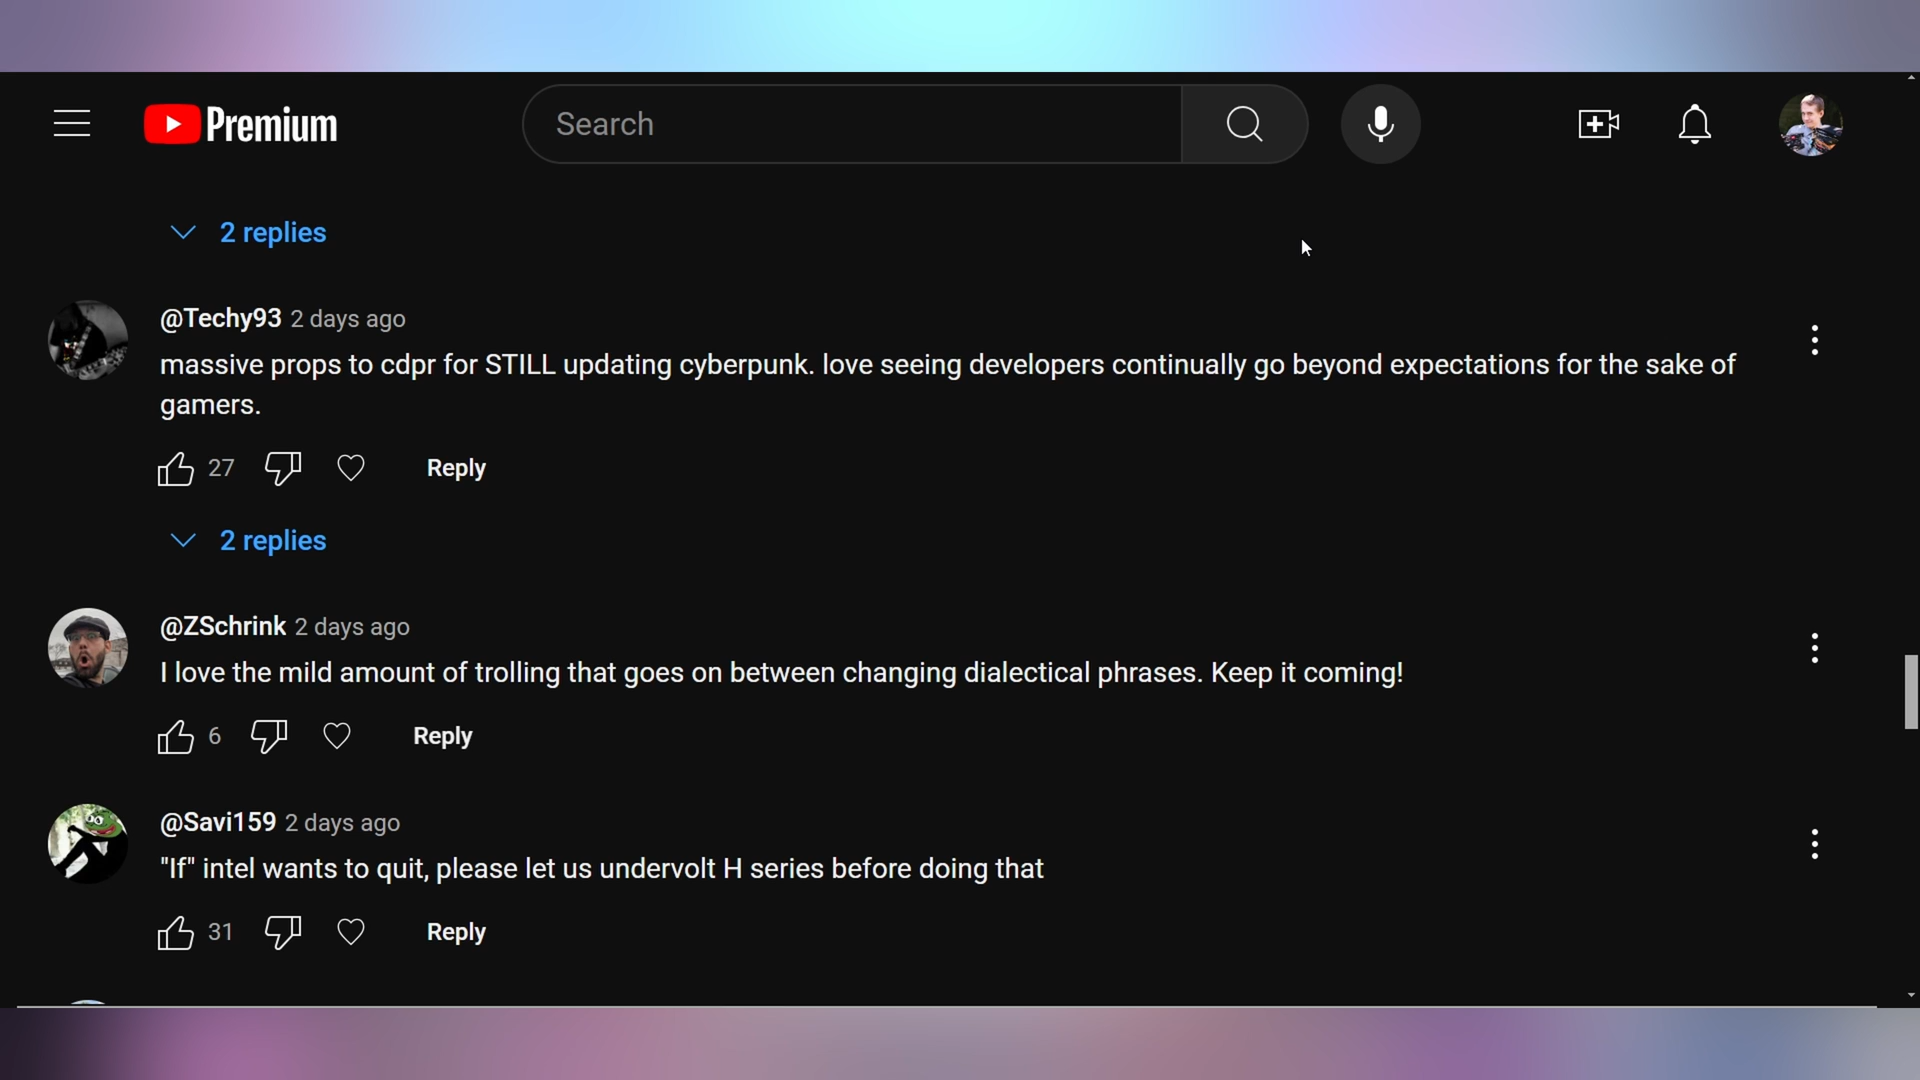 Premium
Search
2 replies
@Techy93 2 days ago
massive props to cdpr for STILL updating cyberpunk. love seeing developers continually go beyond expectations for the sake of
gamers.
27 Reply
2 replies
@ZSchrink 2 days ago
I love the mild amount of trolling that goes on between changing dialectical phrases. Keep it coming!
6 Reply
@Savi159 2 days ago
"If" intel wants to quit, please let us undervolt H series before doing that
31 Reply